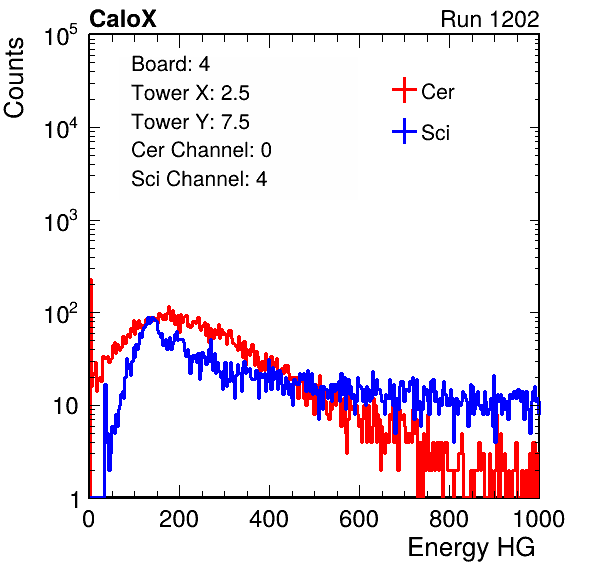 CaloX Run 1202
Counts
Board: 4
Tower X: 2.5
Tower Y: 7.5
Cer Channel: 0
Sci Channel: 4
Cer
Sci
10^5
10^4
10^3
10^2
10
1
0 200 400 600 800 1000
Energy HG